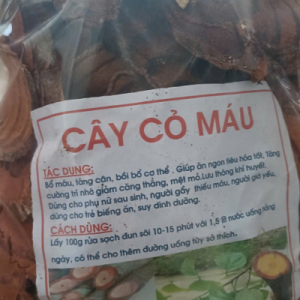 CÂY CỎ MÁU
TÁC DỤNG:
Bổ máu, tăng cân, bồi bổ cơ thể . Giúp ăn ngon tiêu hóa tốt, Tăng
cường trí nhớ giảm căng thẳng, mệt mỏi.Lưu thông khí huyết.
Dùng cho phụ nữ sau sinh, người gầy thiếu máu, người già yếu,
dùng cho trẻ biếng ăn, suy dinh dưỡng.
CÁCH DÙNG:
Lấy 100g rửa sạch đun sôi 10-15 phút với 1,5 lít nước uống hằng
ngày, có thể cho thêm đường uống tùy sở thích.